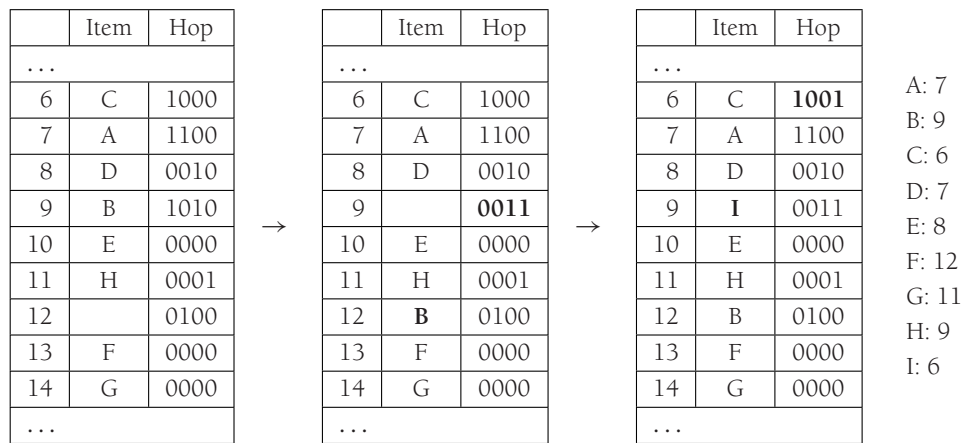 Item Hop → Item Hop → Item Hop
... ... ...
6 C 1000 6 C 1000 6 C 1001 A: 7
7 A 1100 7 A 1100 7 A 1100 B: 9
8 D 0010 8 D 0010 8 D 0010 C: 6
9 B 1010 9 0011 9 I 0011 D: 7
10 E 0000 10 E 0000 10 E 0000 E: 8
11 H 0001 11 H 0001 11 H 0001 F: 12
12 0100 12 B 0100 12 B 0100 G: 11
13 F 0000 13 F 0000 13 F 0000 H: 9
14 G 0000 14 G 0000 14 G 0000 I: 6
... ... ...